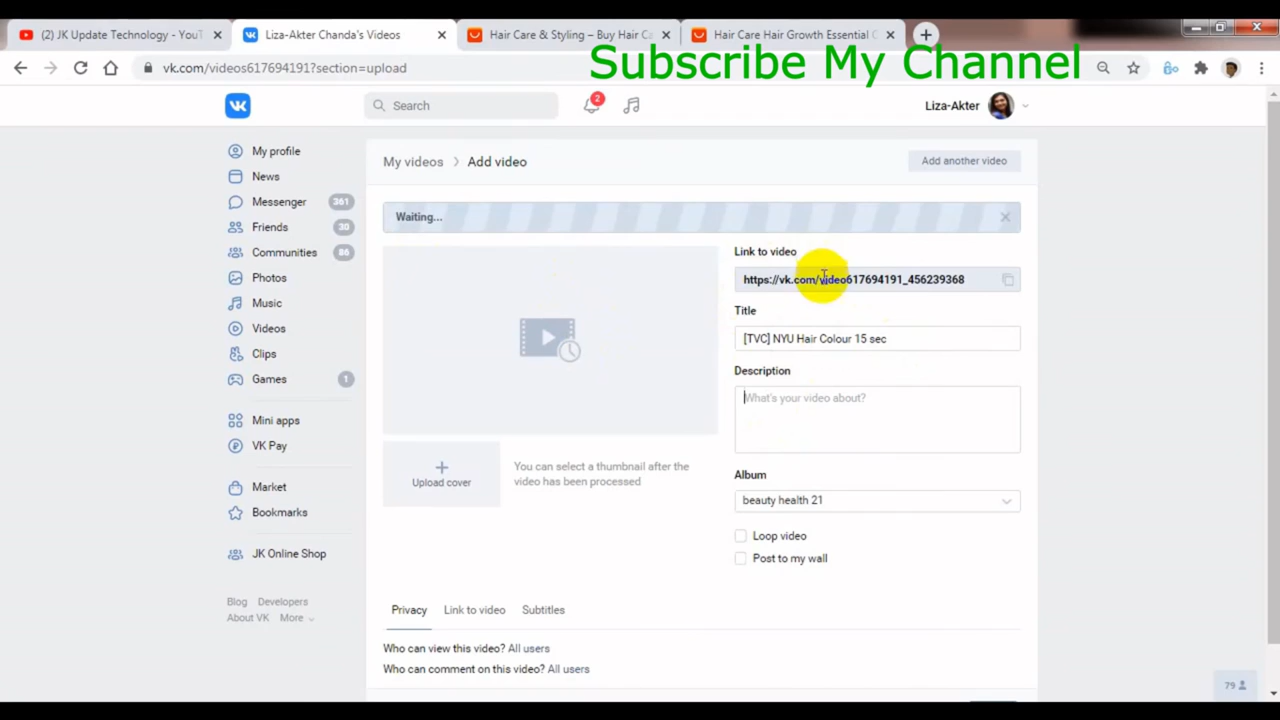 (2) JK Update Technology - YouT
Liza-Akter Chanda's Videos
Hair Care & Styling – Buy Hair Ca
Hair Care Hair Growth Essential O
Subscribe My Channel
vk.com/videos617694191?section=upload
Search
2
Liza-Akter
My profile
News
Messenger 361
Friends 30
Communities 86
Photos
Music
Videos
Clips
Games 1
Mini apps
VK Pay
Market
Bookmarks
JK Online Shop
Blog Developers
About VK More
My videos > Add video
Add another video
Waiting...
Link to video
https://vk.com/video617694191_456239368
Title
[TVC] NYU Hair Colour 15 sec
Description
What's your video about?
Upload cover
You can select a thumbnail after the
video has been processed
Album
beauty health 21
Loop video
Post to my wall
Privacy Link to video Subtitles
Who can view this video? All users
Who can comment on this video? All users
79